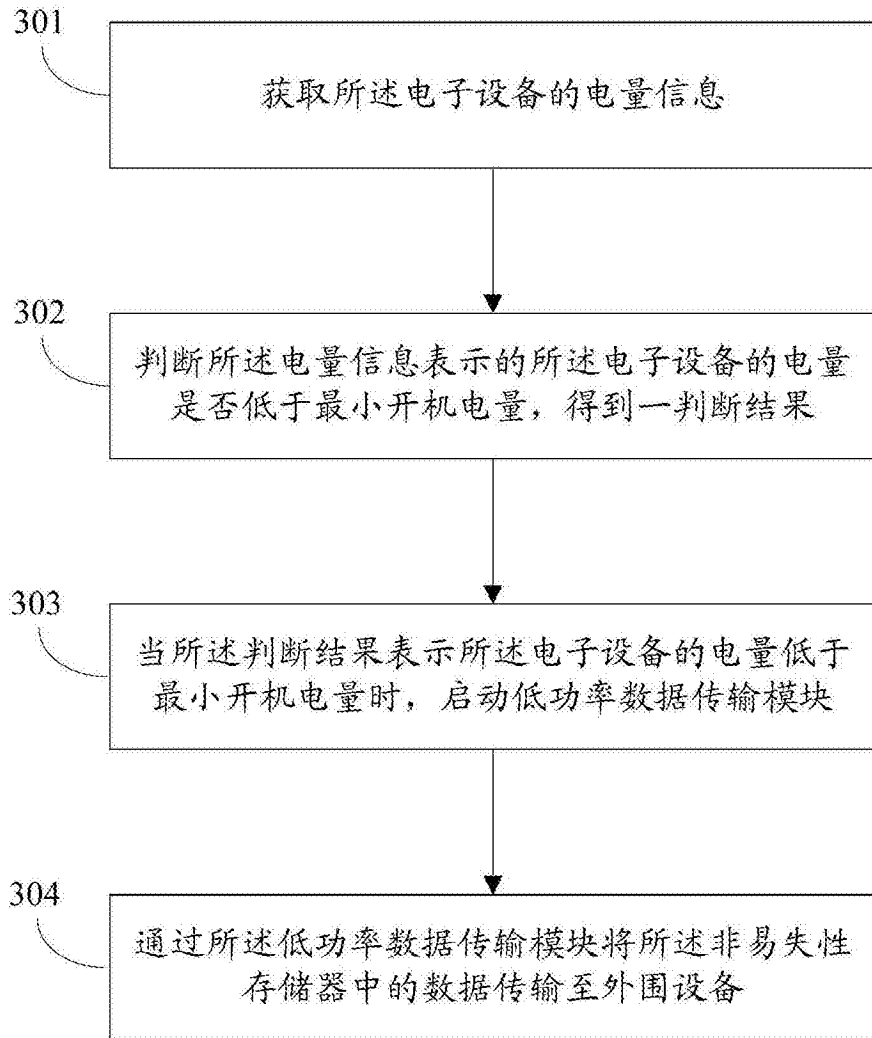 301
获取所述电子设备的电量信息
302
判断所述电量信息表示的所述电子设备的电量
是否低于最小开机电量，得到一判断结果
303
当所述判断结果表示所述电子设备的电量低于
最小开机电量时，启动低功率数据传输模块
304
通过所述低功率数据传输模块将所述非易失性
存储器中的数据传输至外围设备